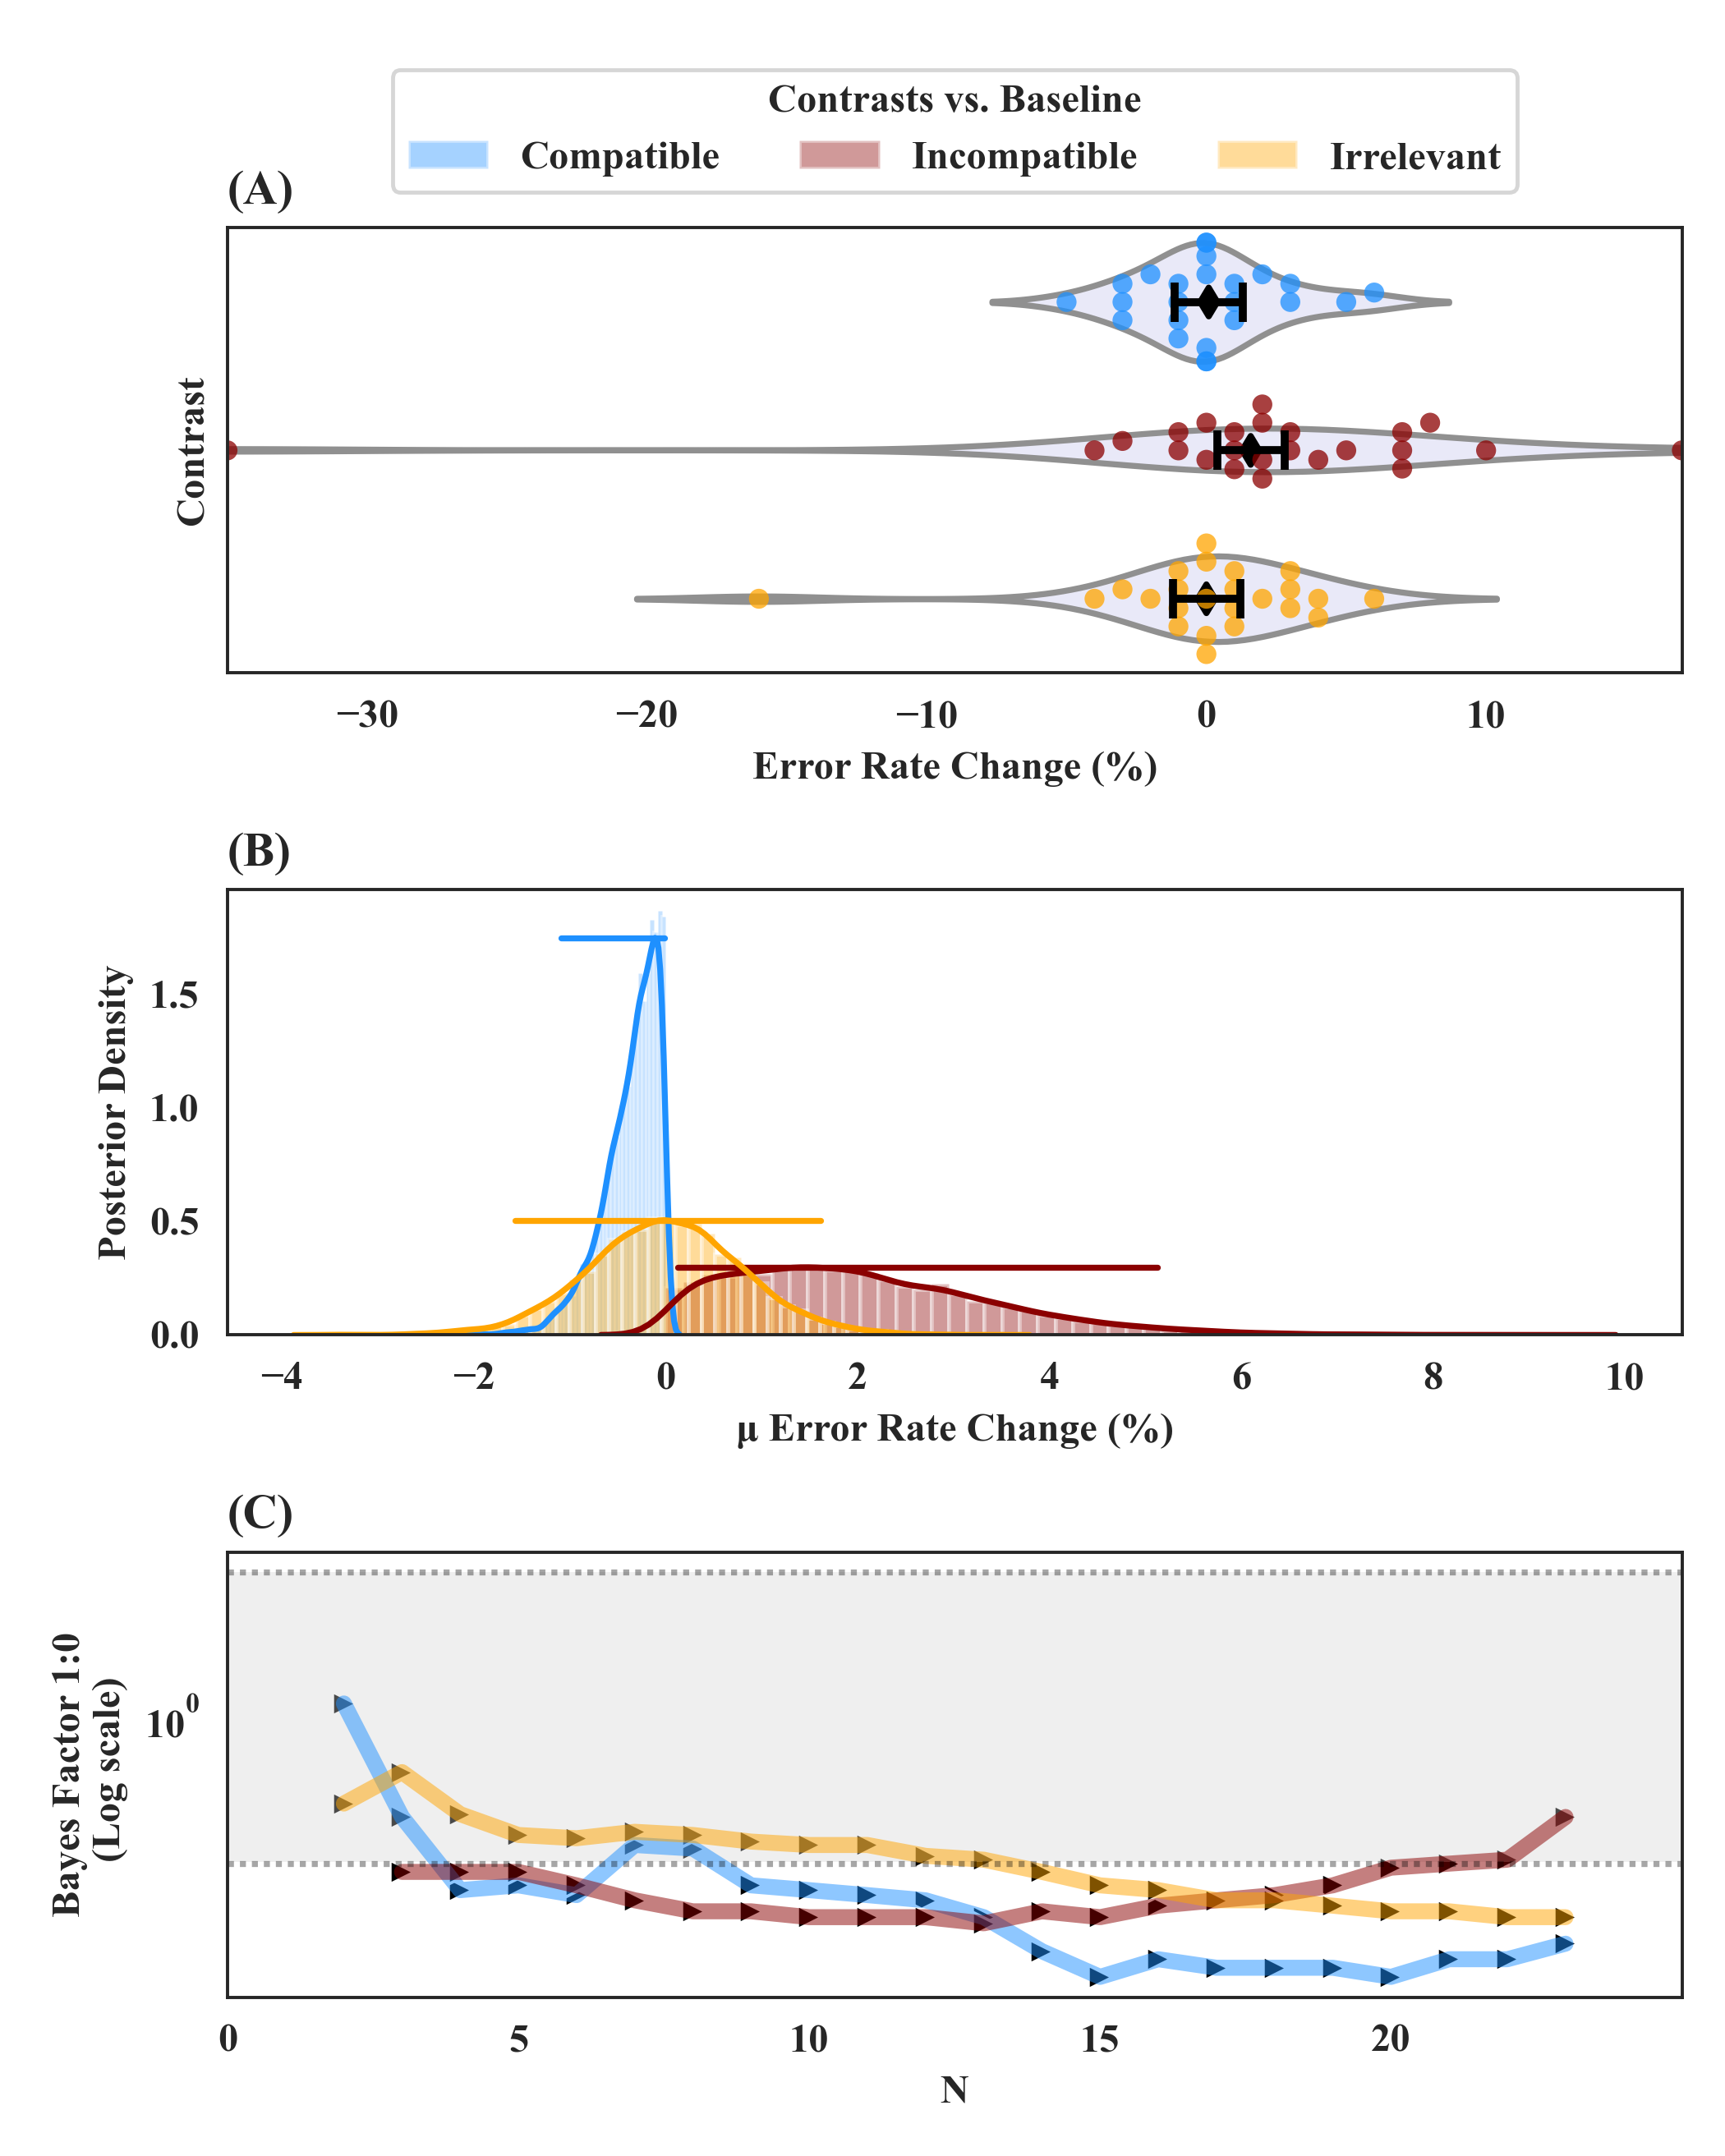 Contrasts vs. Baseline
Compatible Incompatible Irrelevant
(A)
Contrast
−30 −20 −10 0 10
Error Rate Change (%)
(B)
Posterior Density
1.5
1.0
0.5
0.0
−4 −2 0 2 4 6 8 10
μ Error Rate Change (%)
(C)
Bayes Factor 1:0
(Log scale)
10⁰
0 5 10 15 20
N